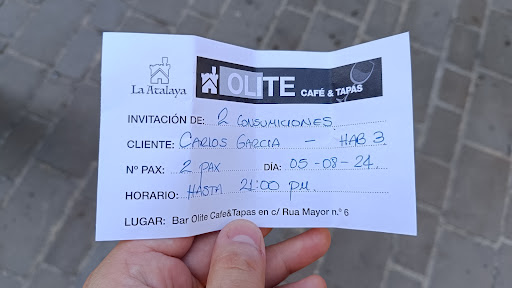 La Atalaya
OLITE CAFÉ & TAPAS
INVITACIÓN DE: 2 CONSUMICIONES
CLIENTE: CARLOS GARCIA - HAB 3
Nº PAX: 2 PAX DÍA: 05-08-24
HORARIO: HASTA 21:00 PM.
LUGAR: Bar Olite Cafe&Tapas en c/ Rua Mayor n.º 6